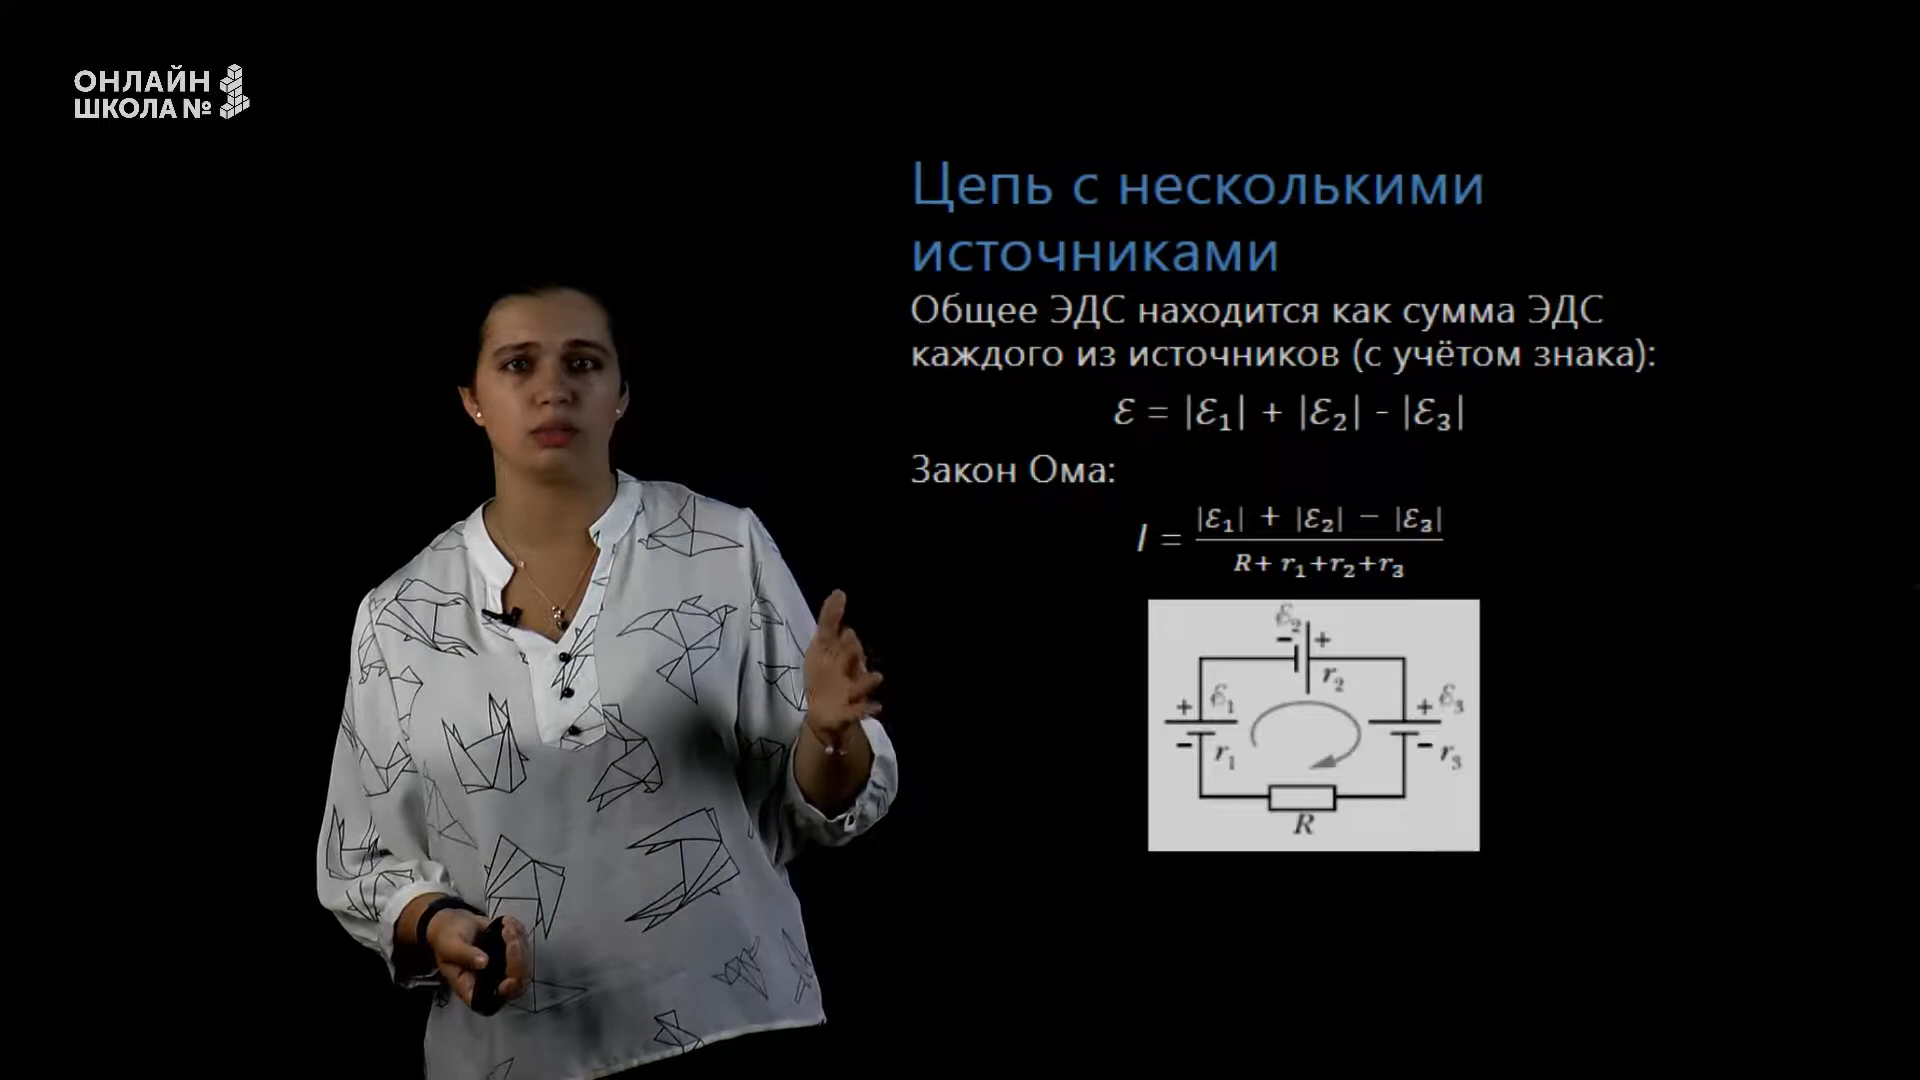 ОНЛАЙН
ШКОЛА №
Цепь с несколькими
источниками
Общее ЭДС находится как сумма ЭДС
каждого из источников (с учётом знака):
ℰ = |ℰ₁| + |ℰ₂| - |ℰ₃|
Закон Ома:
I = |ℰ₁| + |ℰ₂| − |ℰ₃|
R+ r₁+r₂+r₃
ℰ₂
- +
r₂
+ ℰ₁ + ℰ₃
- r₁ - r₃
R